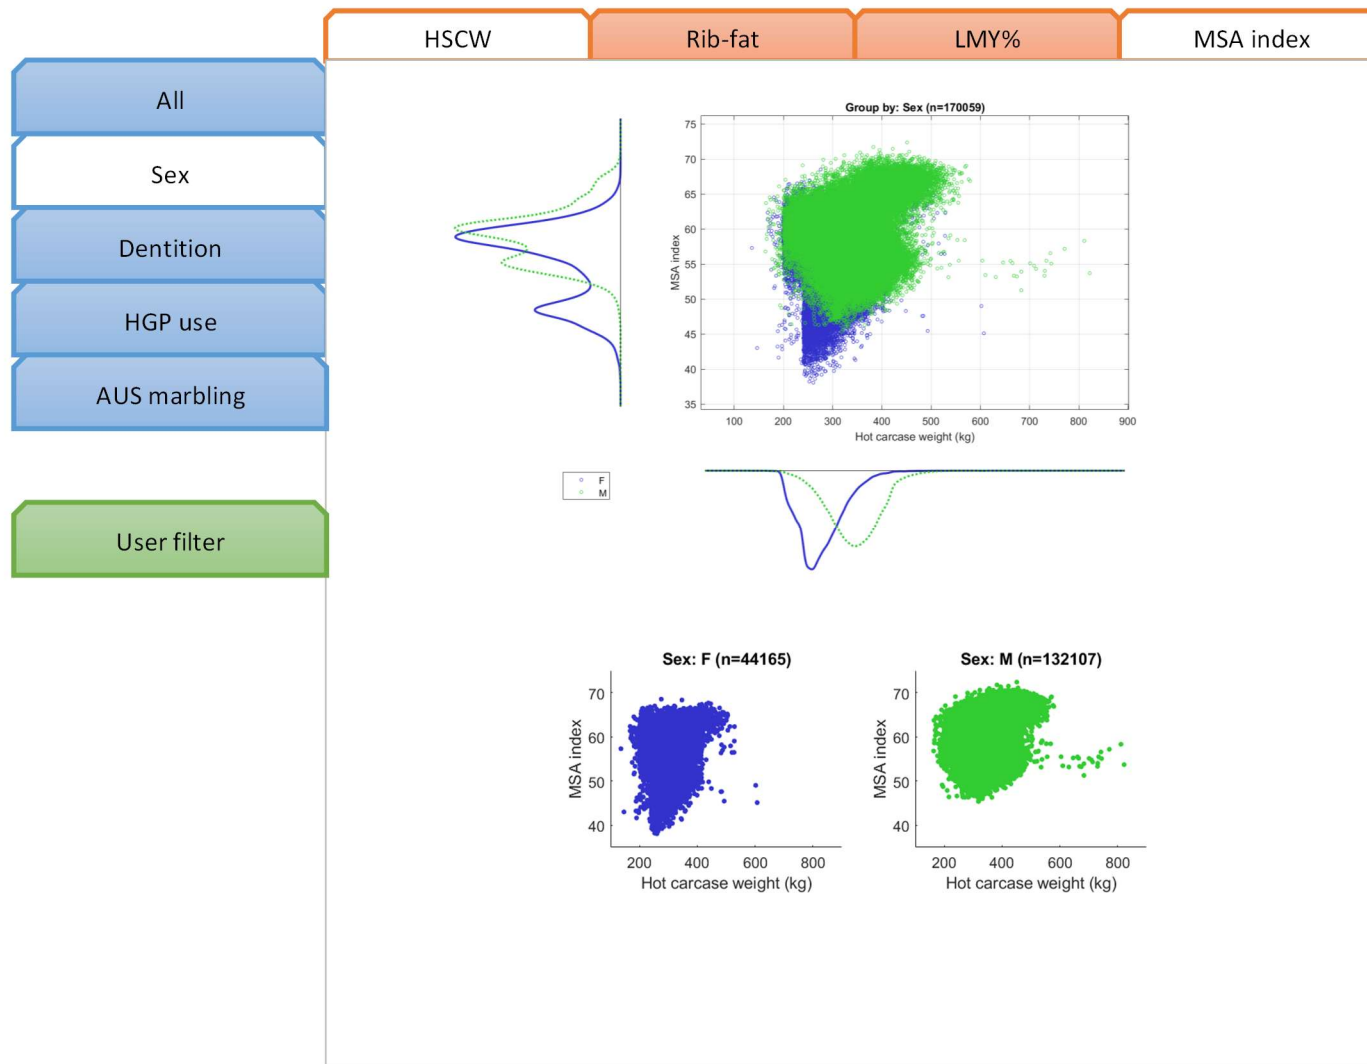 HSCW Rib-fat LMY% MSA index
All
Sex
Dentition
HGP use
AUS marbling
User filter
Group by: Sex (n=170059)
75
70
65
60
55
50
45
40
35
MSA index
100 200 300 400 500 600 700 800 900
Hot carcase weight (kg)
F
M
Sex: F (n=44165)
70
60
50
40
MSA index
200 400 600 800
Hot carcase weight (kg)
Sex: M (n=132107)
70
60
50
40
MSA index
200 400 600 800
Hot carcase weight (kg)